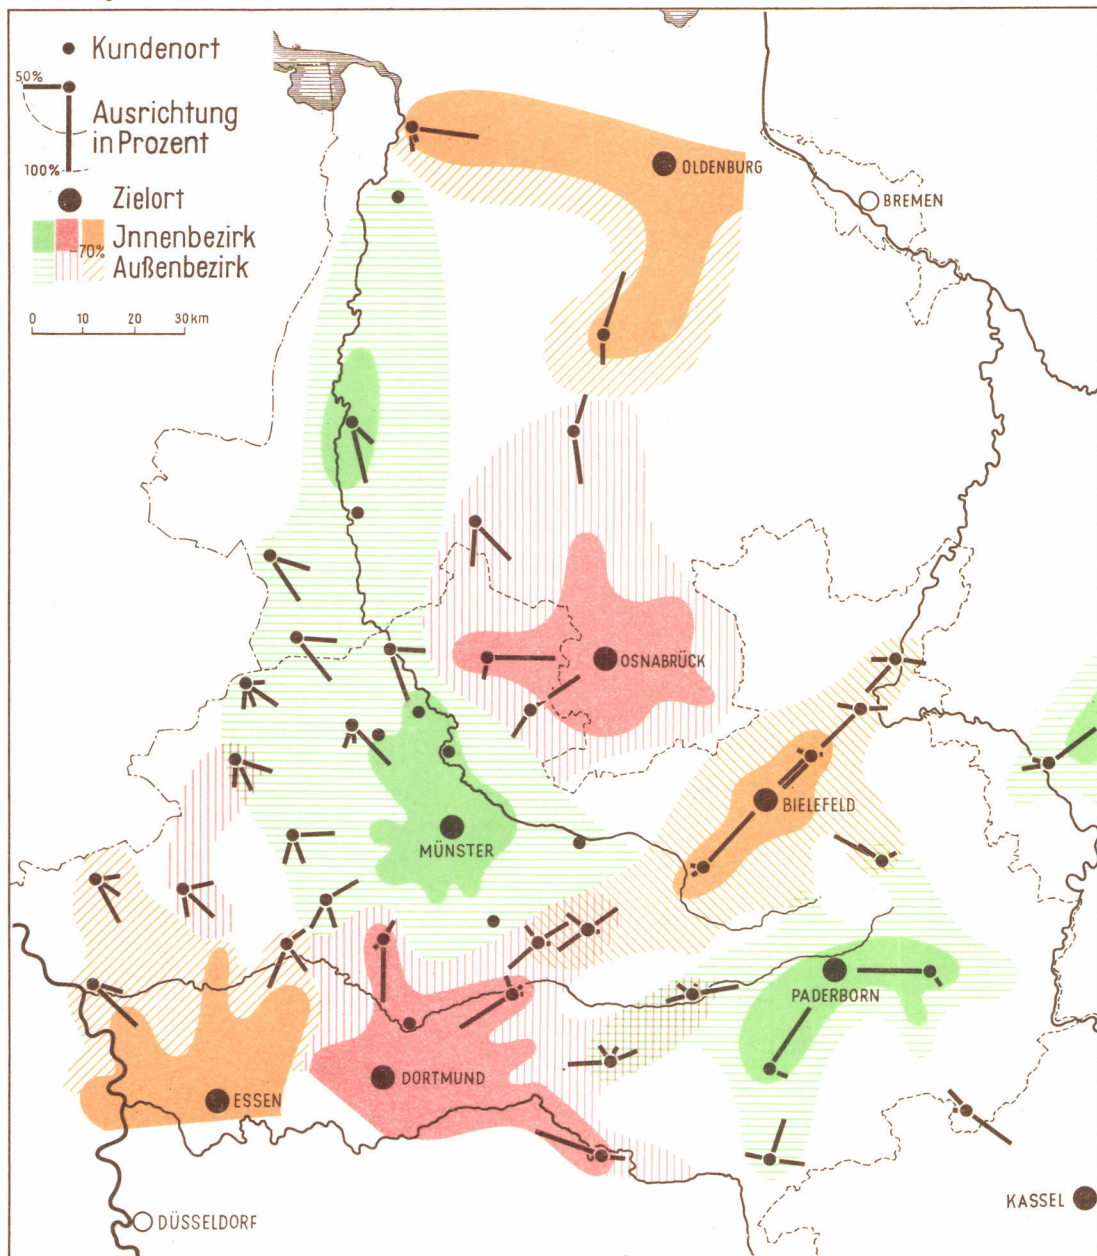 Kundenort
50%
Ausrichtung
in Prozent
100%
Zielort
Jnnenbezirk
70%
Außenbezirk
0 10 20 30 km
OLDENBURG
BREMEN
OSNABRÜCK
BIELEFELD
MÜNSTER
PADERBORN
DORTMUND
ESSEN
KASSEL
DÜSSELDORF